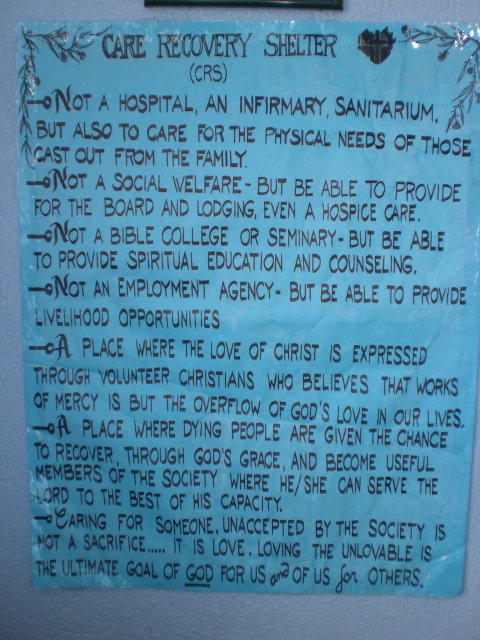 CARE RECOVERY SHELTER
(CRS)
NOT A HOSPITAL, AN INFIRMARY, SANITARIUM.
BUT ALSO TO CARE FOR THE PHYSICAL NEEDS OF THOSE
CAST OUT FROM THE FAMILY.
NOT A SOCIAL WELFARE - BUT BE ABLE TO PROVIDE
FOR THE BOARD AND LODGING, EVEN A HOSPICE CARE.
NOT A BIBLE COLLEGE OR SEMINARY - BUT BE ABLE
TO PROVIDE SPIRITUAL EDUCATION AND COUNSELING.
NOT AN EMPLOYMENT AGENCY - BUT BE ABLE TO PROVIDE
LIVELIHOOD OPPORTUNITIES
A PLACE WHERE THE LOVE OF CHRIST IS EXPRESSED
THROUGH VOLUNTEER CHRISTIANS WHO BELIEVES THAT WORKS
OF MERCY IS BUT THE OVERFLOW OF GOD'S LOVE IN OUR LIVES.
A PLACE WHERE DYING PEOPLE ARE GIVEN THE CHANCE
TO RECOVER, THROUGH GOD'S GRACE, AND BECOME USEFUL
MEMBERS OF THE SOCIETY WHERE HE/SHE CAN SERVE THE
LORD TO THE BEST OF HIS CAPACITY.
CARING FOR SOMEONE, UNACCEPTED BY THE SOCIETY IS
NOT A SACRIFICE..... IT IS LOVE, LOVING THE UNLOVABLE IS
THE ULTIMATE GOAL OF GOD FOR US and OF US for OTHERS.